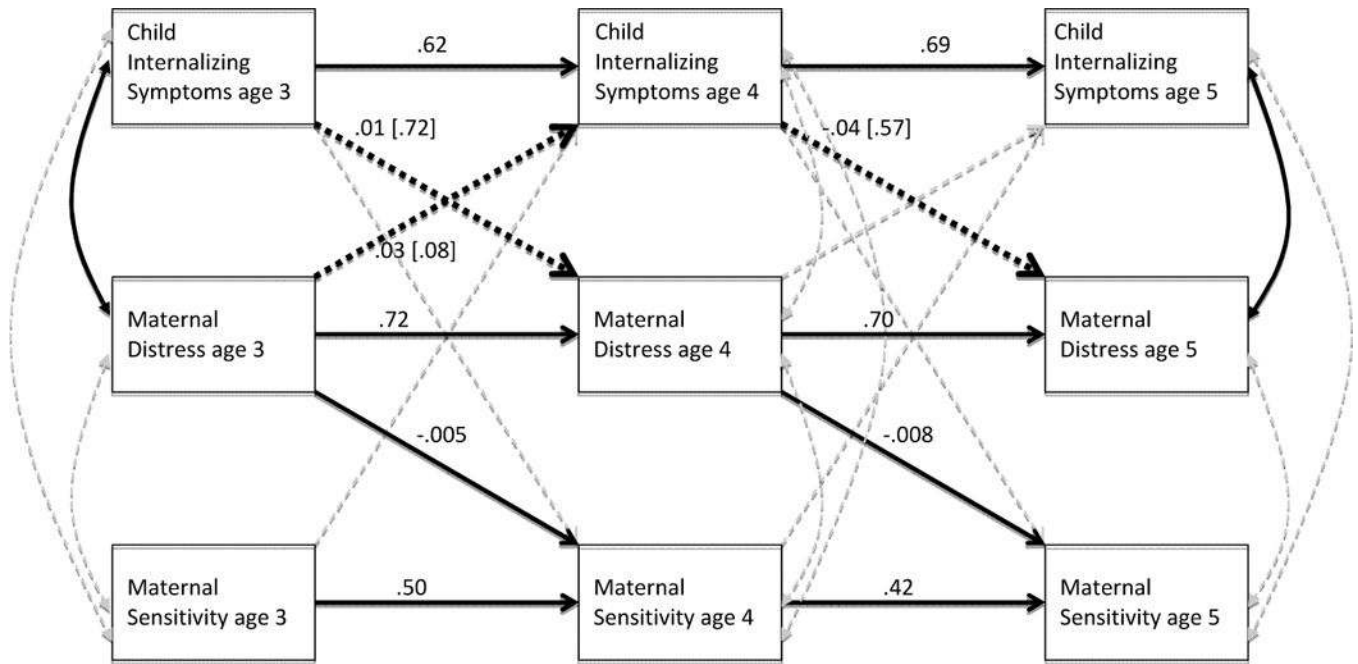 Child
Internalizing
Symptoms age 3
.62
Child
Internalizing
Symptoms age 4
.69
Child
Internalizing
Symptoms age 5
.01 [.72]
-.04 [.57]
.03 [.08]
Maternal
Distress age 3
.72
Maternal
Distress age 4
.70
Maternal
Distress age 5
-.005
-.008
Maternal
Sensitivity age 3
.50
Maternal
Sensitivity age 4
.42
Maternal
Sensitivity age 5